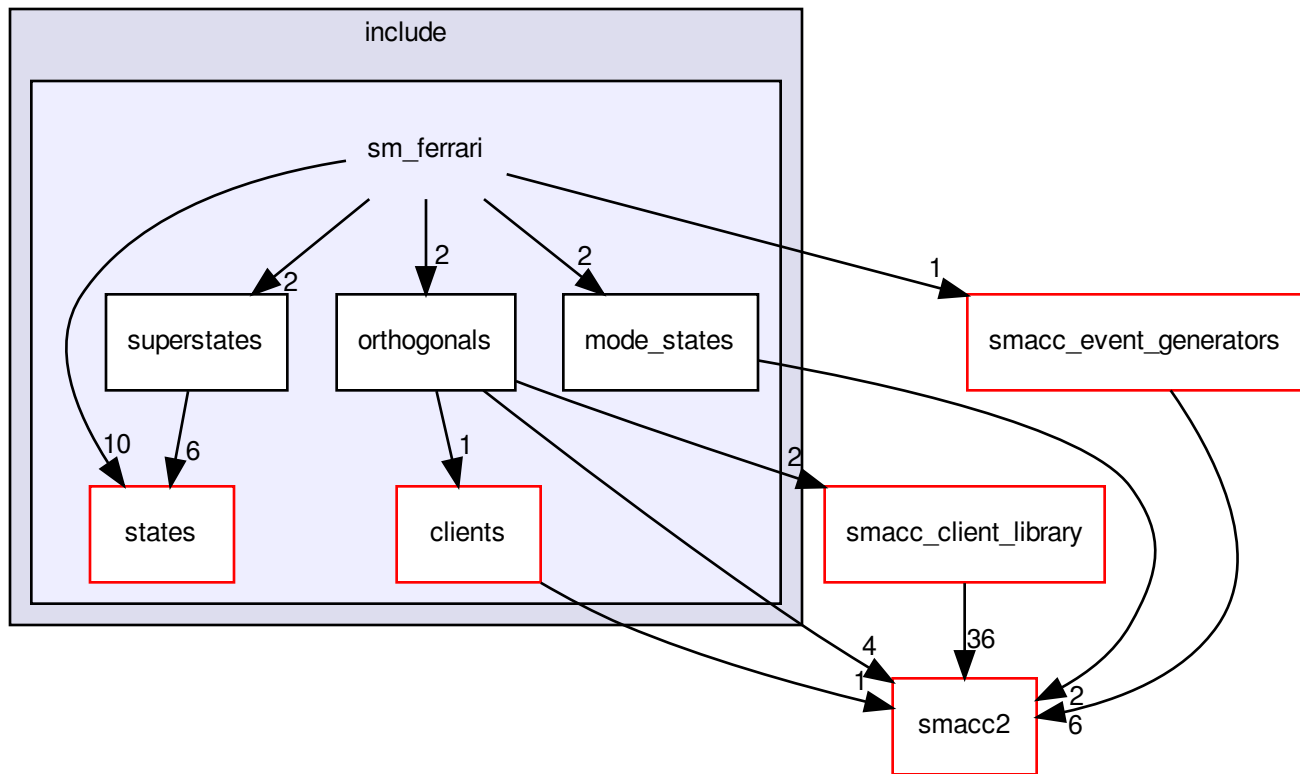 include
sm_ferrari
2
2
2
1
superstates
orthogonals
mode_states
smacc_event_generators
10
6
1
2
states
clients
smacc_client_library
4
36
1
2
6
smacc2